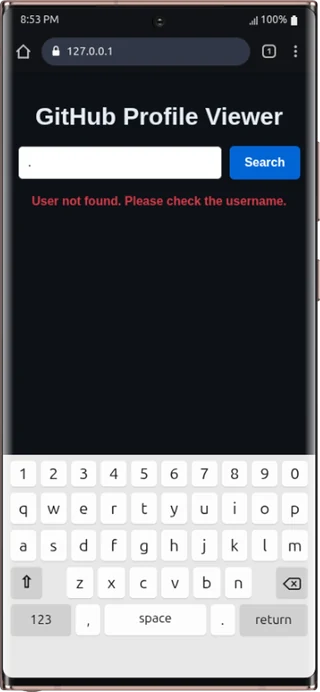 8:53 PM 100%
127.0.0.1 1
GitHub Profile Viewer
. Search
User not found. Please check the username.
1 2 3 4 5 6 7 8 9 0
q w e r t y u i o p
a s d f g h j k l m
z x c v b n
123 , space . return